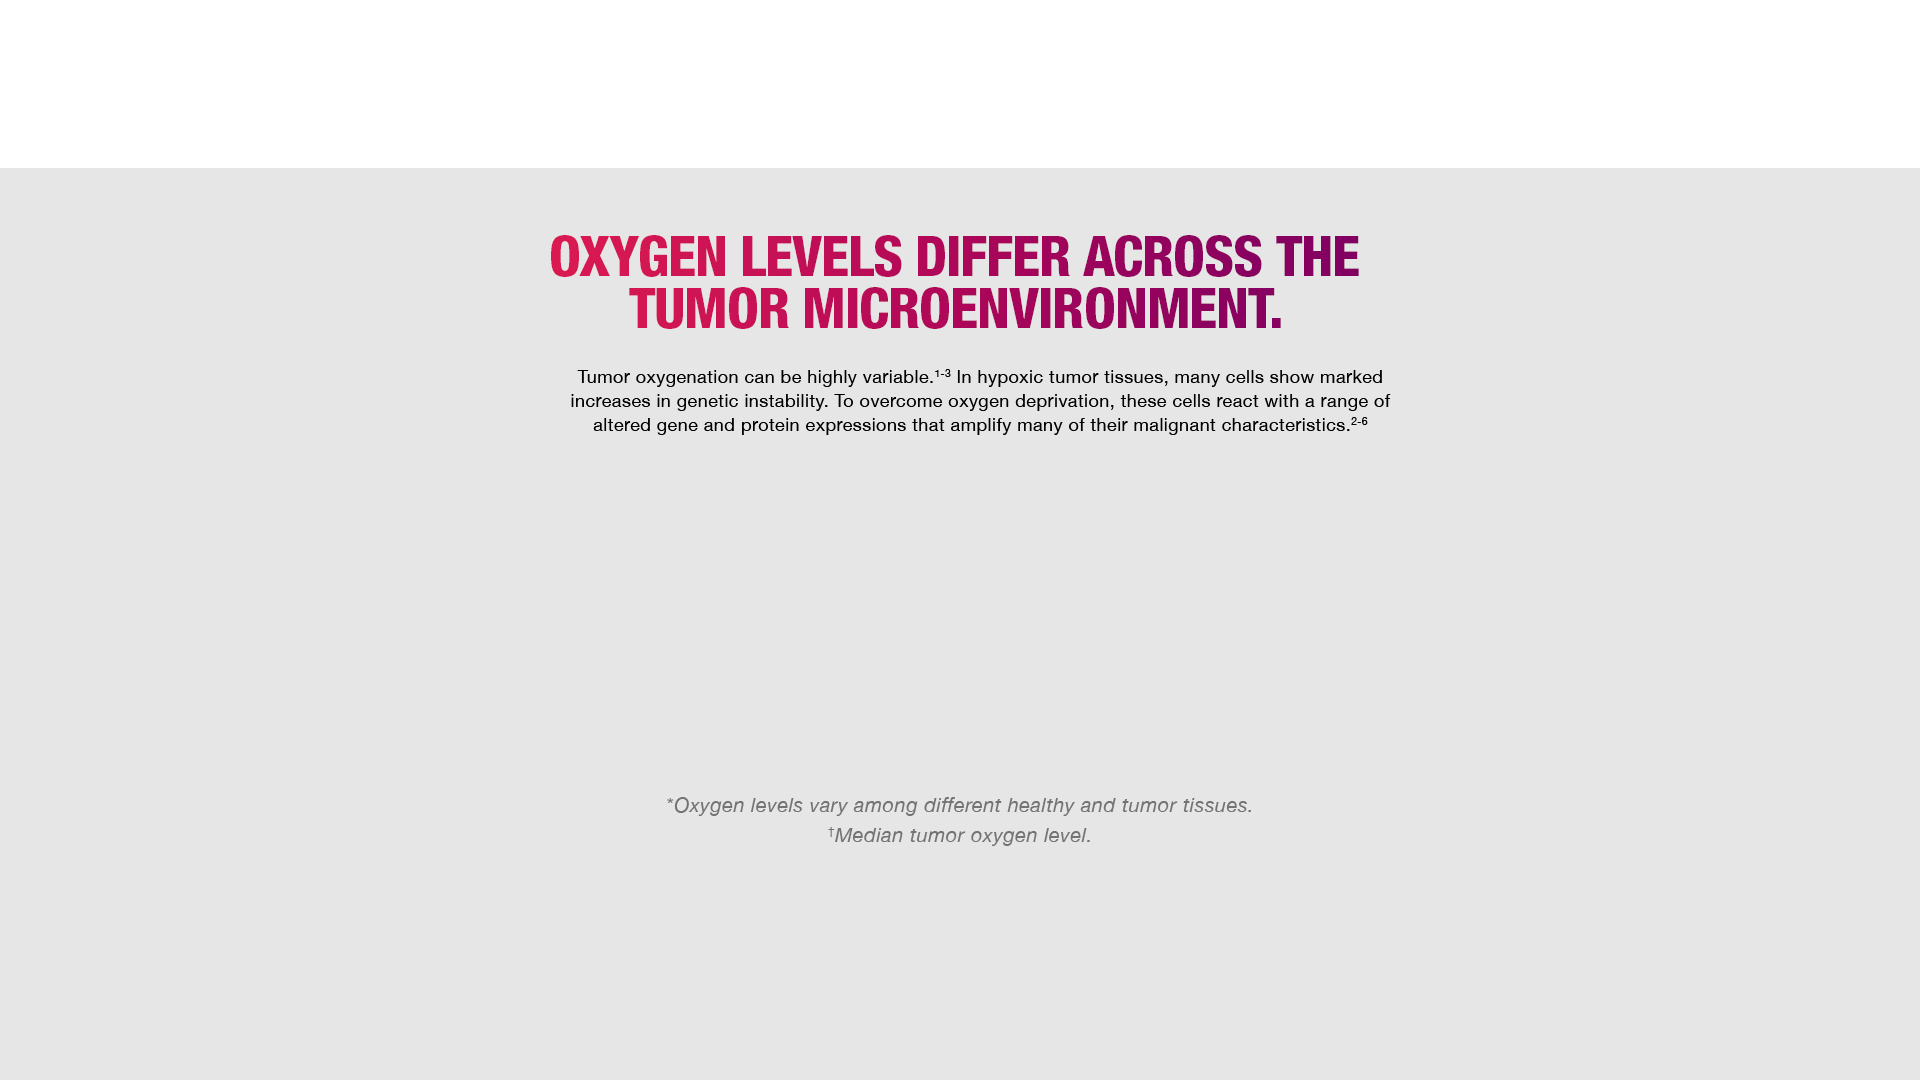 OXYGEN LEVELS DIFFER ACROSS THE
TUMOR MICROENVIRONMENT.
Tumor oxygenation can be highly variable.¹⁻³ In hypoxic tumor tissues, many cells show marked
increases in genetic instability. To overcome oxygen deprivation, these cells react with a range of
altered gene and protein expressions that amplify many of their malignant characteristics.²⁻⁶
*Oxygen levels vary among different healthy and tumor tissues.
†Median tumor oxygen level.